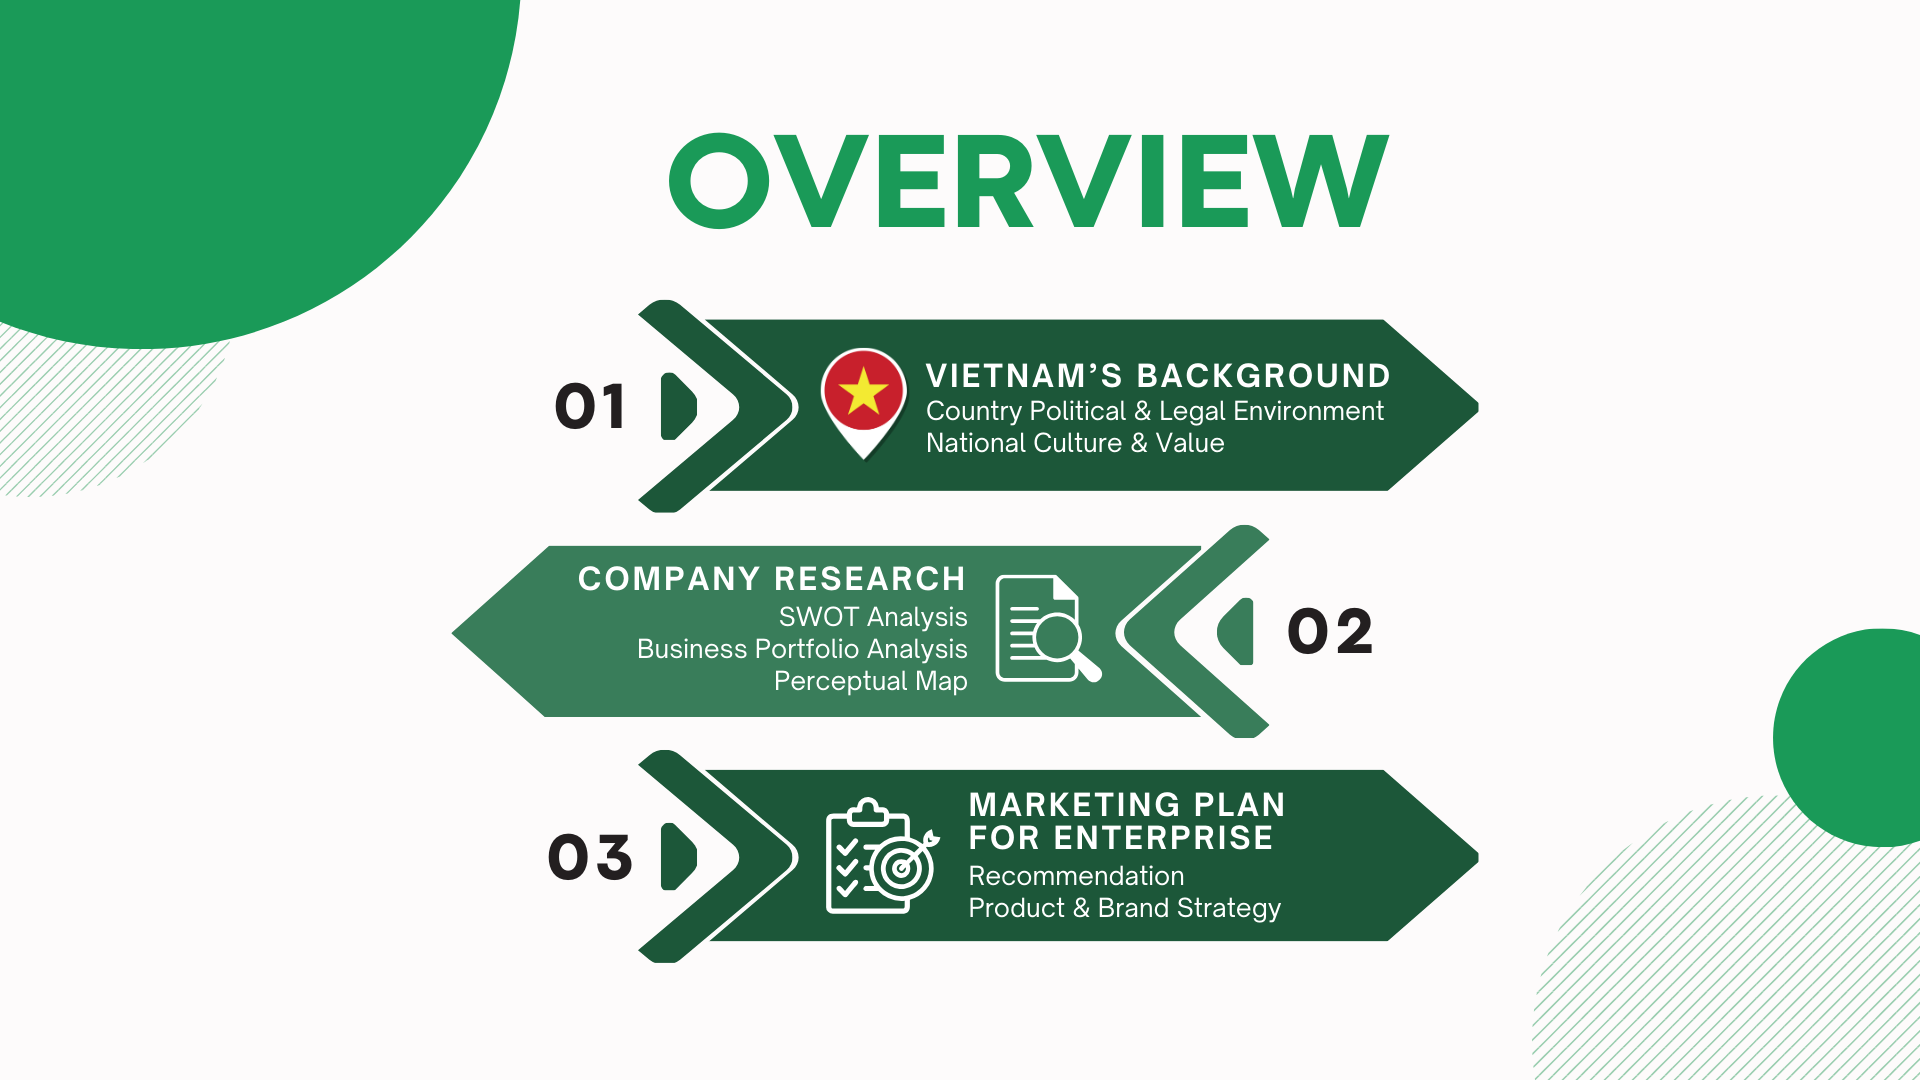 OVERVIEW
01
VIETNAM’S BACKGROUND
Country Political & Legal Environment
National Culture & Value
COMPANY RESEARCH
SWOT Analysis
Business Portfolio Analysis
Perceptual Map
02
03
MARKETING PLAN
FOR ENTERPRISE
Recommendation
Product & Brand Strategy